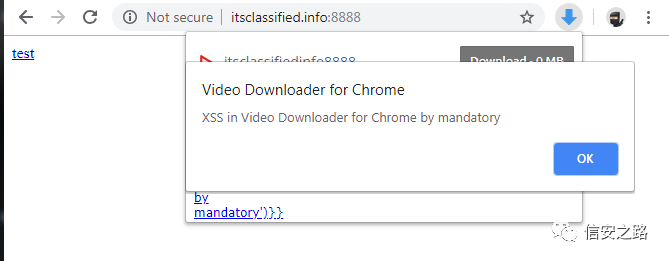 Not secure | itsclassified.info:8888
test
itsclassifiedinfo8888
Download - 0 MB
Video Downloader for Chrome
XSS in Video Downloader for Chrome by mandatory
OK
by
mandatory')}}
信安之路